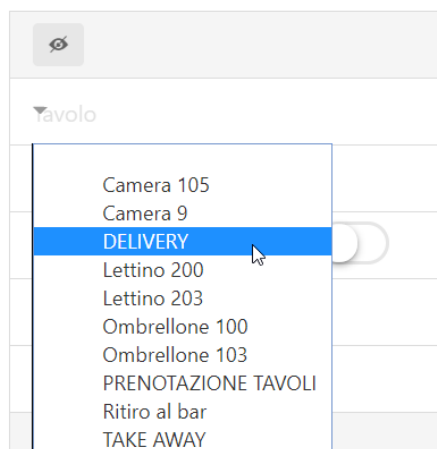 Tavolo
Camera 105
Camera 9
DELIVERY
Lettino 200
Lettino 203
Ombrellone 100
Ombrellone 103
PRENOTAZIONE TAVOLI
Ritiro al bar
TAKE AWAY